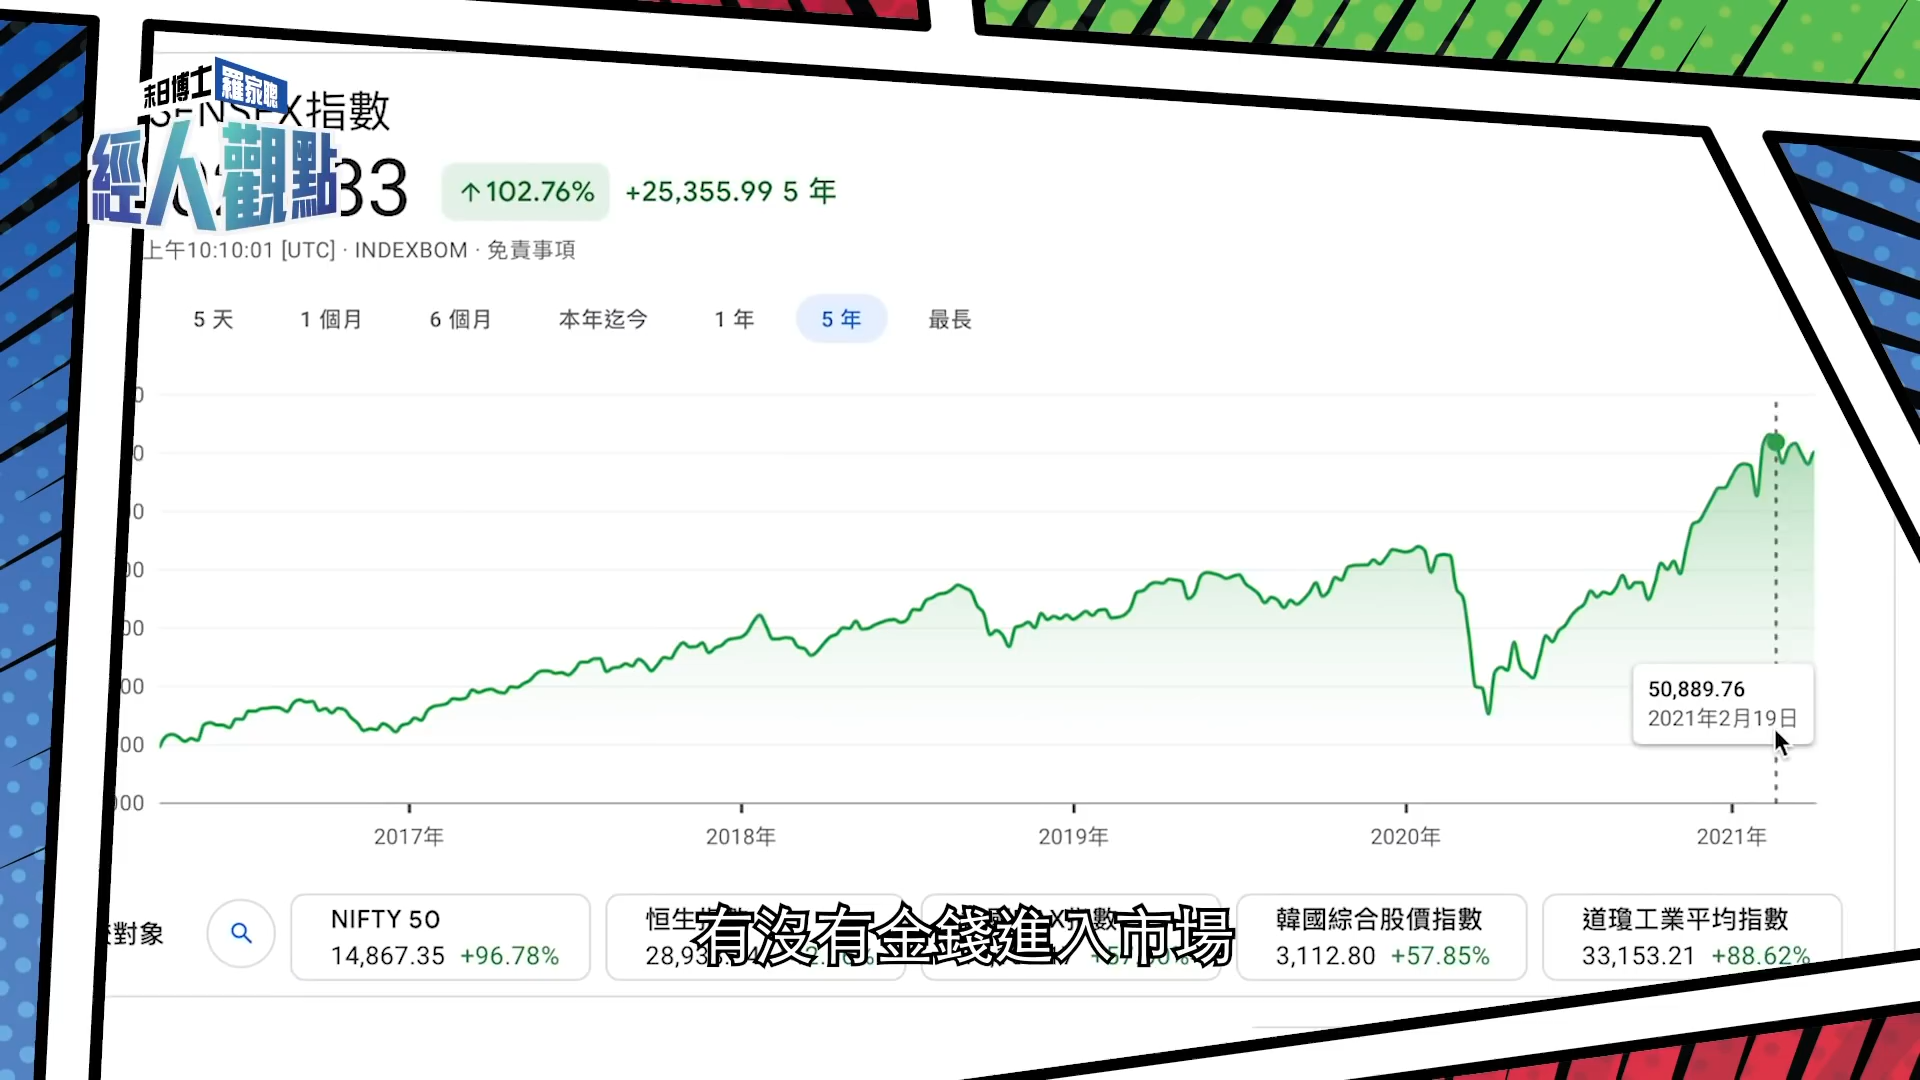 末日博士 羅家聰
經人觀點
SENSEX指數
33
↑102.76% +25,355.99 5 年
上午10:10:01 [UTC] · INDEXBOM · 免責事項
5 天 1 個月 6 個月 本年迄今 1 年 5 年 最長
50,889.76
2021年2月19日
2017年 2018年 2019年 2020年 2021年
對象
NIFTY 50
14,867.35 +96.78%
恒生
28,93
韓國綜合股價指數
3,112.80 +57.85%
道瓊工業平均指數
33,153.21 +88.62%
有沒有金錢進入市場